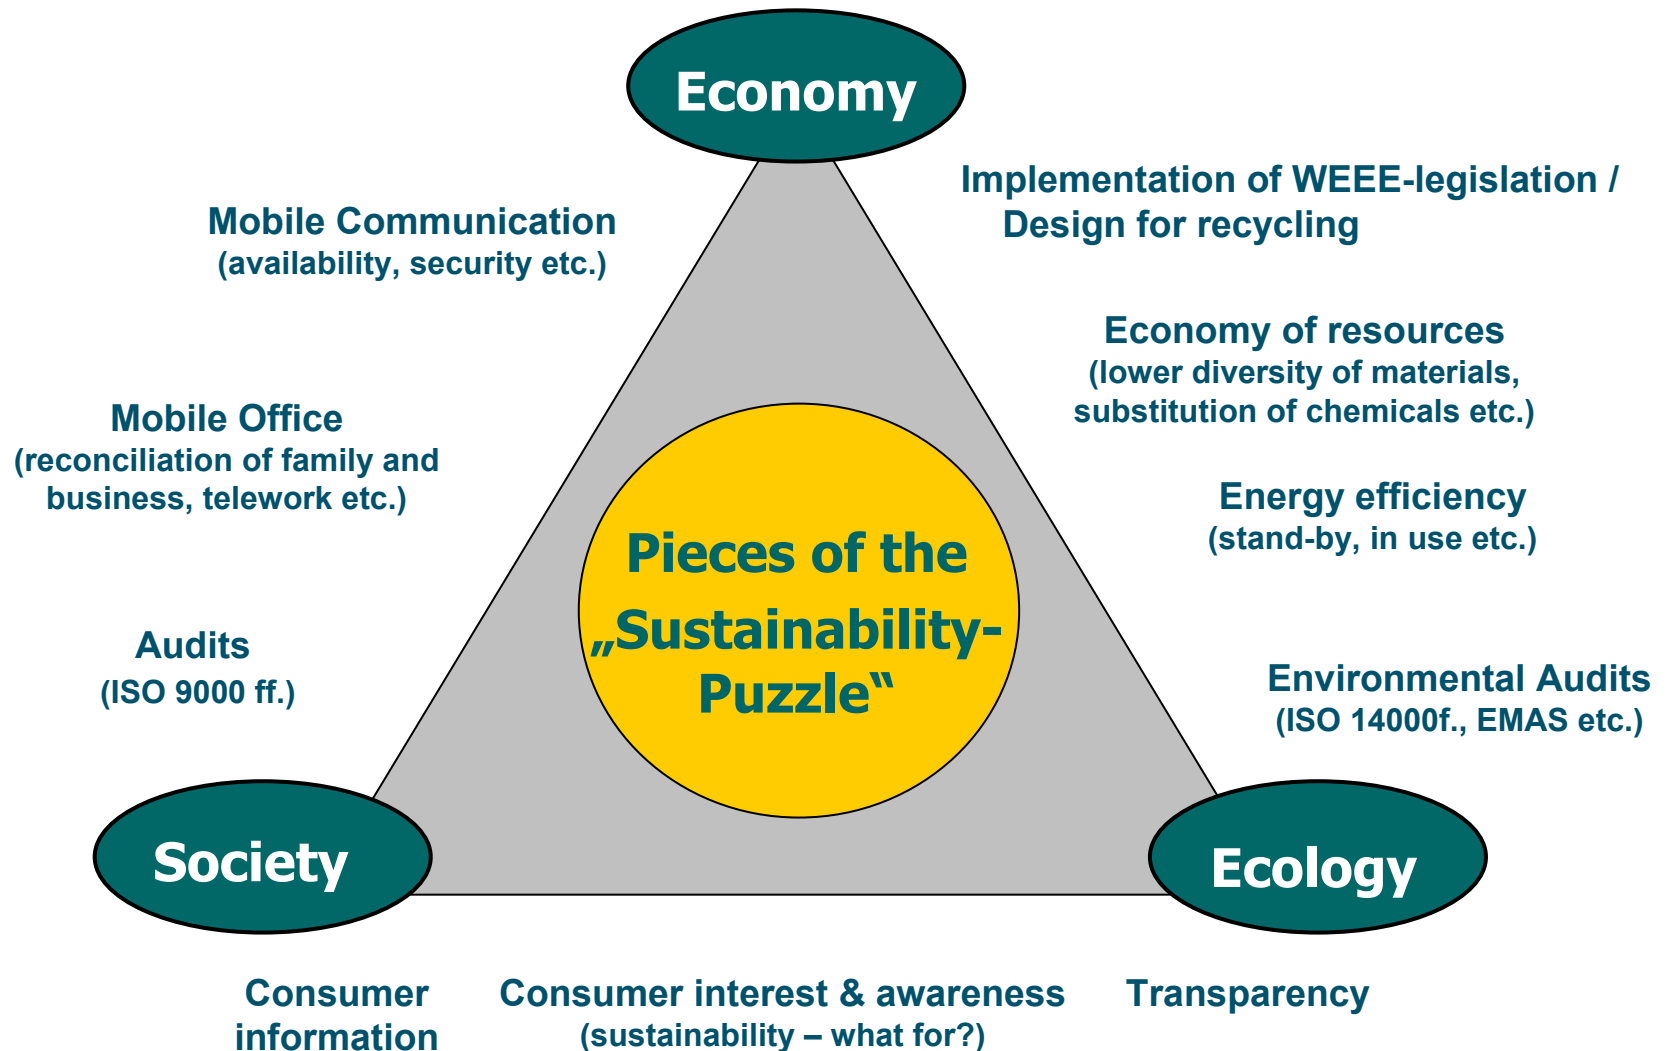 Economy
Mobile Communication
(availability, security etc.)
Implementation of WEEE-legislation /
Design for recycling
Economy of resources
(lower diversity of materials,
substitution of chemicals etc.)
Mobile Office
(reconciliation of family and
business, telework etc.)
Energy efficiency
(stand-by, in use etc.)
Pieces of the
„Sustainability-
Puzzle“
Audits
(ISO 9000 ff.)
Environmental Audits
(ISO 14000f., EMAS etc.)
Society
Ecology
Consumer
information
Consumer interest & awareness
(sustainability – what for?)
Transparency